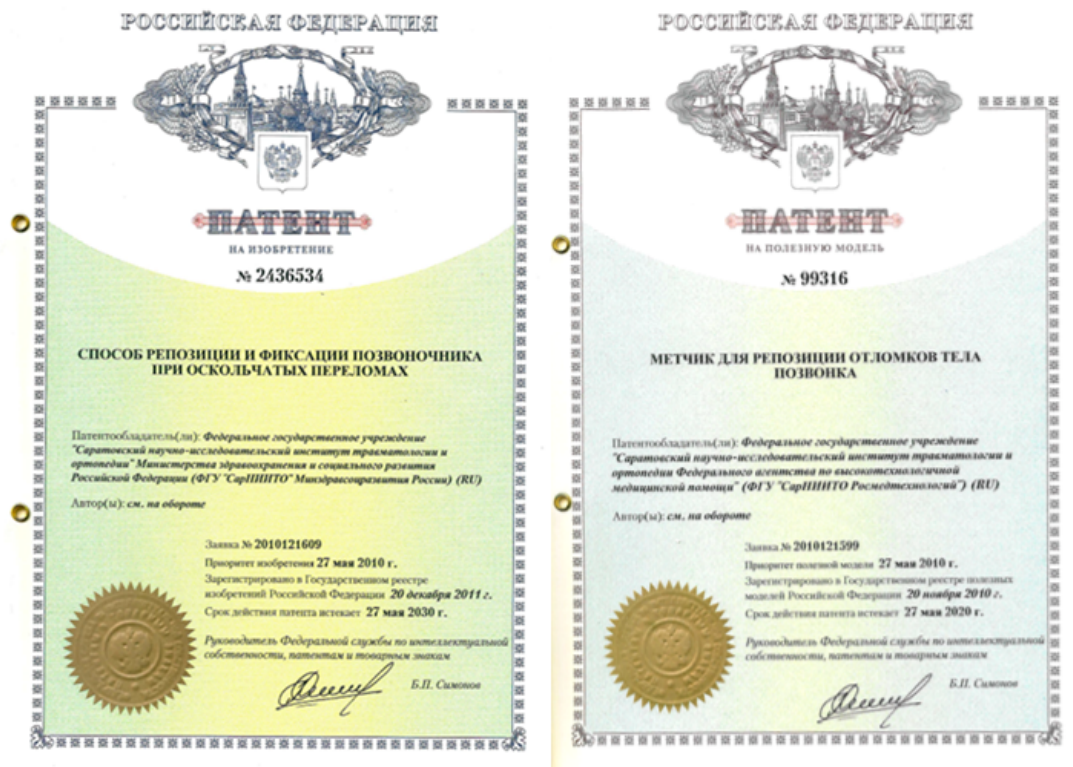 РОССИЙСКАЯ ФЕДЕРАЦИЯ
ПАТЕНТ
НА ИЗОБРЕТЕНИЕ
№ 2436534
СПОСОБ РЕПОЗИЦИИ И ФИКСАЦИИ ПОЗВОНОЧНИКА
ПРИ ОСКОЛЬЧАТЫХ ПЕРЕЛОМАХ
Патентообладатель(ли): Федеральное государственное учреждение
"Саратовский научно-исследовательский институт травматологии и
ортопедии" Министерства здравоохранения и социального развития
Российской Федерации (ФГУ "СарНИИТО" Минздравсоцразвития России) (RU)
Автор(ы): см. на обороте
Заявка № 2010121609
Приоритет изобретения 27 мая 2010 г.
Зарегистрировано в Государственном реестре
изобретений Российской Федерации 20 декабря 2011 г.
Срок действия патента истекает 27 мая 2030 г.
Руководитель Федеральной службы по интеллектуальной
собственности, патентам и товарным знакам
Б.П. Симонов
РОССИЙСКАЯ ФЕДЕРАЦИЯ
ПАТЕНТ
НА ПОЛЕЗНУЮ МОДЕЛЬ
№ 99316
МЕТЧИК ДЛЯ РЕПОЗИЦИИ ОТЛОМКОВ ТЕЛА
ПОЗВОНКА
Патентообладатель(ли): Федеральное государственное учреждение
"Саратовский научно-исследовательский институт травматологии и
ортопедии Федерального агентства по высокотехнологичной
медицинской помощи" (ФГУ "СарНИИТО Росмедтехнологий") (RU)
Автор(ы): см. на обороте
Заявка № 2010121599
Приоритет полезной модели 27 мая 2010 г.
Зарегистрировано в Государственном реестре полезных
моделей Российской Федерации 20 ноября 2010 г.
Срок действия патента истекает 27 мая 2020 г.
Руководитель Федеральной службы по интеллектуальной
собственности, патентам и товарным знакам
Б.П. Симонов